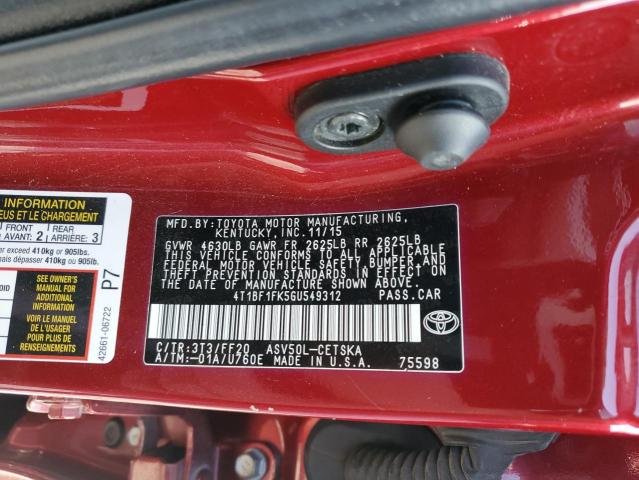 INFORMATION
EUS ET LE CHARGEMENT
FRONT
AVANT: 2
REAR
ARRIÈRE: 3
er exceed 410kg or 905lbs.
is dépasser 410kg ou 905lb.
SEE OWNER'S
MANUAL FOR
ADDITIONAL
INFORMATION
VOIR LE MANUEL
DE L'USAGER
POUR PLUS DE
RENSEIGNEMENTS
P7
42661-06722
MFD. BY: TOYOTA MOTOR MANUFACTURING,
KENTUCKY, INC. 11/15
GVWR 4630LB GAWR FR 2625LB RR 2625LB
THIS VEHICLE CONFORMS TO ALL APPLICABLE
FEDERAL MOTOR VEHICLE SAFETY, BUMPER, AND
THEFT PREVENTION STANDARDS IN EFFECT ON
THE DATE OF MANUFACTURE SHOWN ABOVE.
4T1BF1FK5GU549312 PASS. CAR
C/TR: 3T3/FF20 ASV50L-CETSKA
A/TM:-01A/U760E MADE IN U.S.A. 75598
TOYOTA